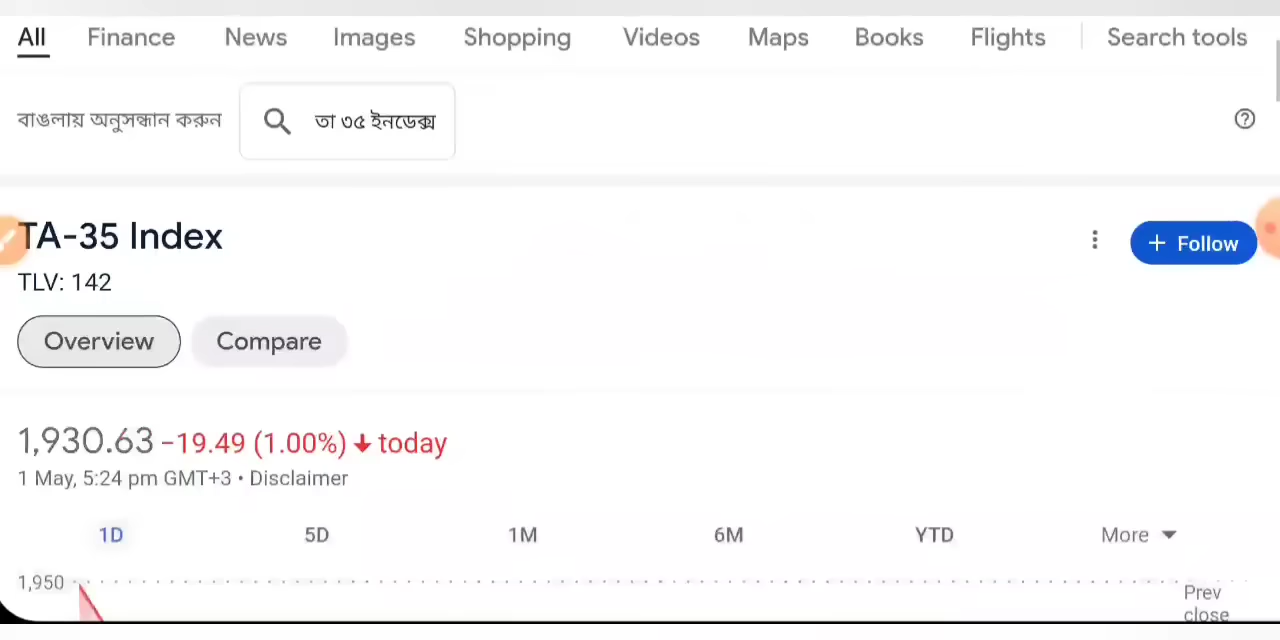 All Finance News Images Shopping Videos Maps Books Flights Search tools
বাঙলায় অনুসন্ধান করুন তা ৩৫ ইনডেক্স
TA-35 Index
+ Follow
TLV: 142
Overview Compare
1,930.63 −19.49 (1.00%) ↓ today
1 May, 5:24 pm GMT+3 • Disclaimer
1D 5D 1M 6M YTD More
1,950
Prev
close